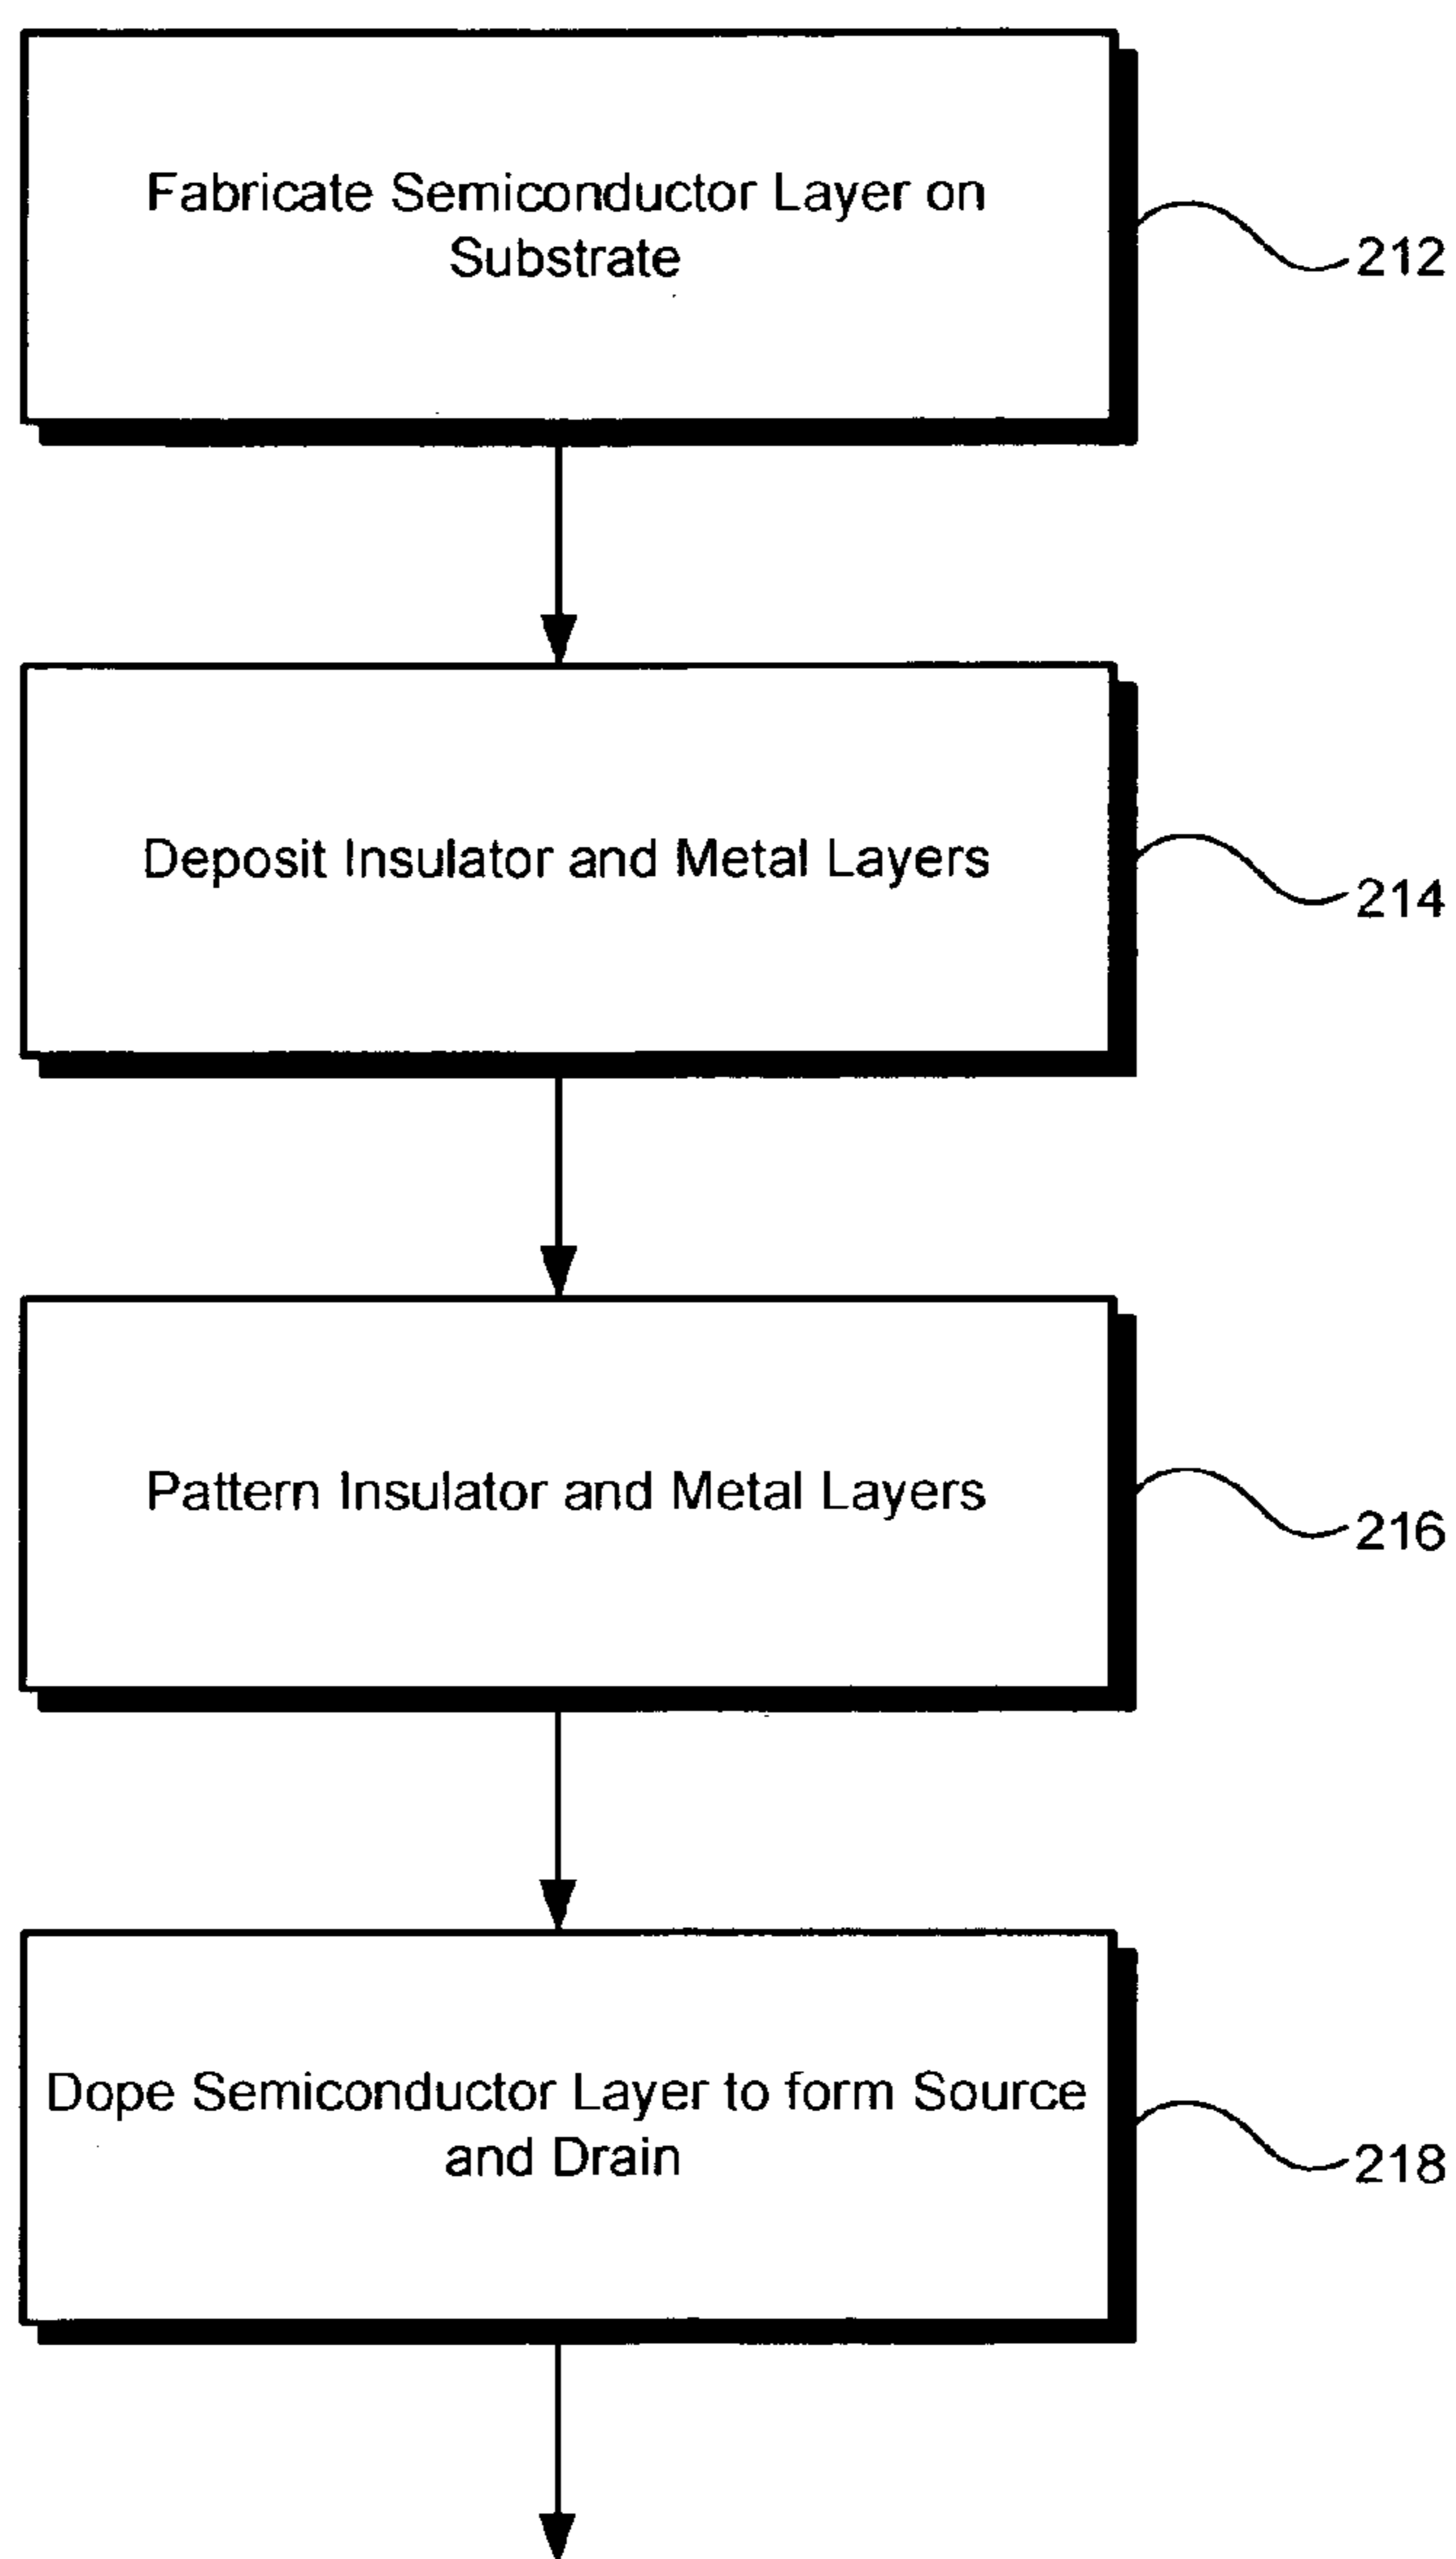 Fabricate Semiconductor Layer on
Substrate
212
Deposit Insulator and Metal Layers
214
Pattern Insulator and Metal Layers
216
Dope Semiconductor Layer to form Source
and Drain
218